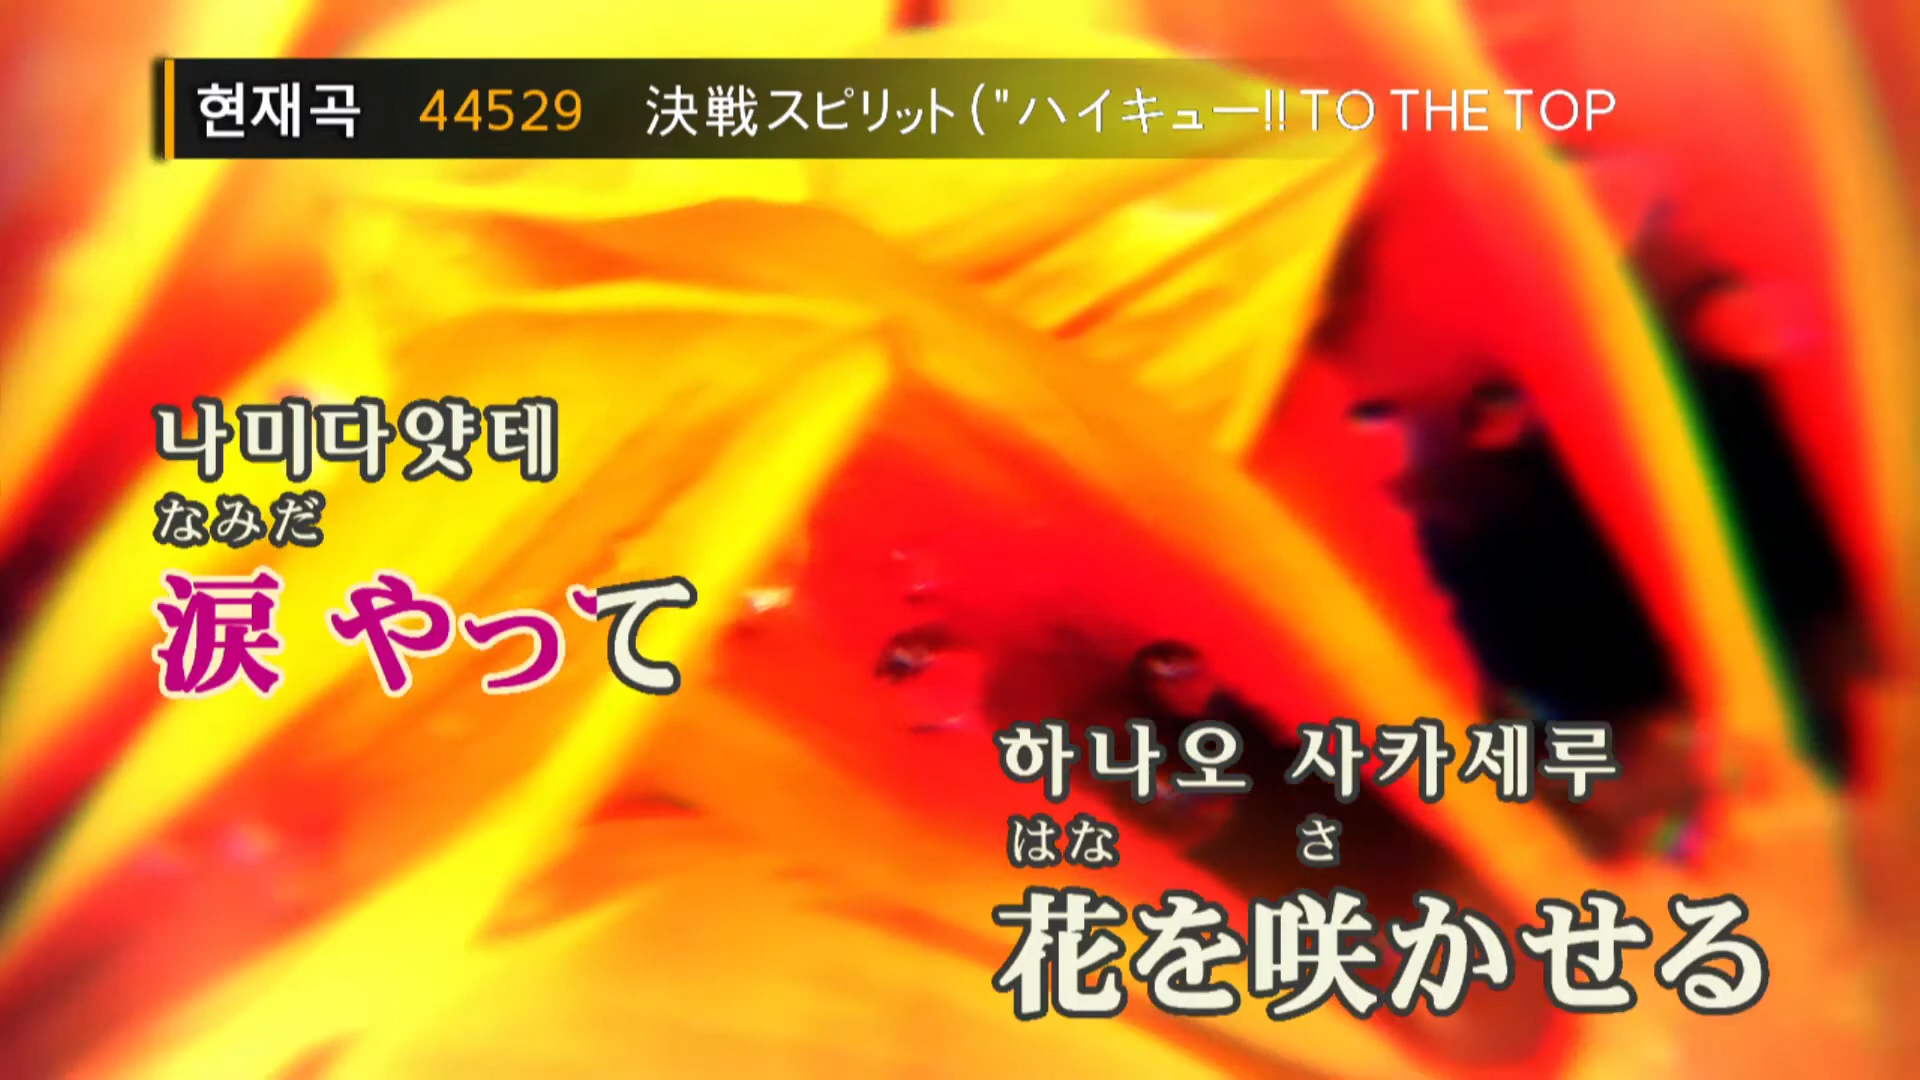 현재곡 44529 決戦スピリット("ハイキュー!! TO THE TOP
나미다얏테
なみだ
涙 やって
하나오 사카세루
はな さ
花を咲かせる